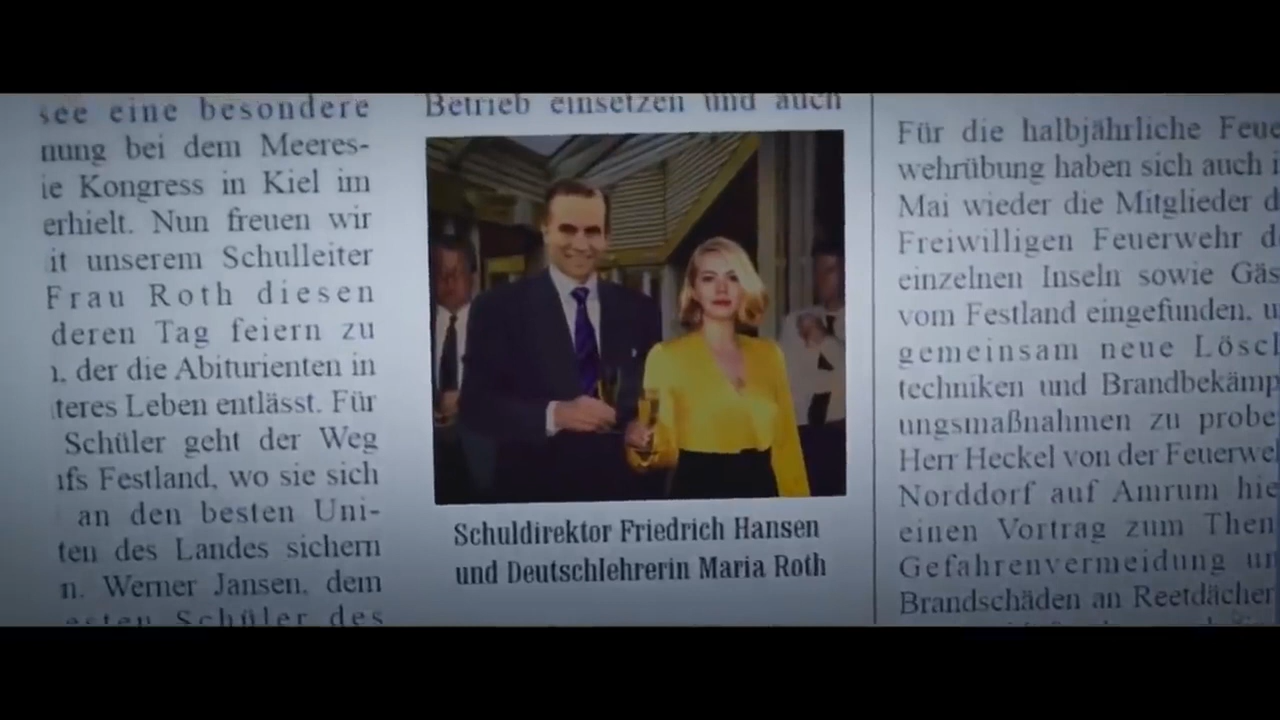 see eine besondere
nung bei dem Meeres-
ie Kongress in Kiel im
erhielt. Nun freuen wir
it unserem Schulleiter
Frau Roth diesen
deren Tag feiern zu
der die Abiturienten in
teres Leben entlässt. Für
Schüler geht der Weg
ufs Festland, wo sie sich
an den besten Uni-
ten des Landes sichern
n. Werner Jansen, dem
esten Schüler des
Betrieb einsetzen und auch
Schuldirektor Friedrich Hansen
und Deutschlehrerin Maria Roth
Für die halbjährliche Feue
wehrübung haben sich auch i
Mai wieder die Mitglieder d
Freiwilligen Feuerwehr d
einzelnen Inseln sowie Gäs
vom Festland eingefunden, u
gemeinsam neue Lösc
techniken und Brandbekämp
ungsmaßnahmen zu probe
Herr Heckel von der Feuerwe
Norddorf auf Amrum hie
einen Vortrag zum Then
Gefahrenvermeidung un
Brandschäden an Reetdächer